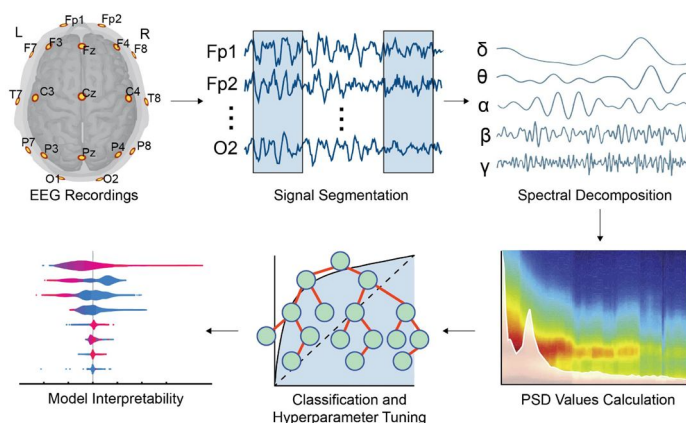 Fp1 Fp2
L R
F7 F3 Fz F4 F8
T7 C3 Cz C4 T8
P7 P3 Pz P4 P8
O1 O2
EEG Recordings
Fp1
Fp2
O2
Signal Segmentation
δ
θ
α
β
γ
Spectral Decomposition
Model Interpretability
Classification and
Hyperparameter Tuning
PSD Values Calculation